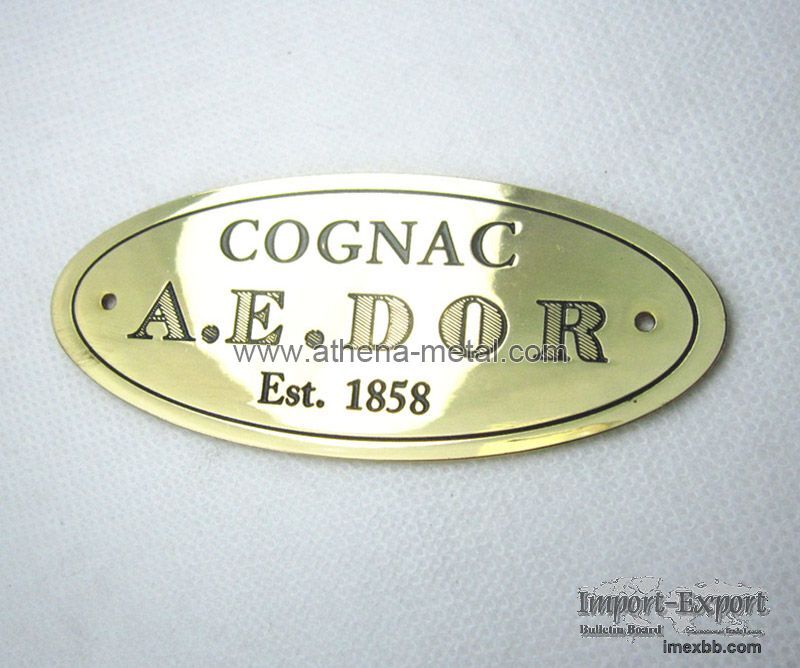 COGNAC
A.E.DOR
www.athena-metal.com
Est. 1858
Import-Export
Bulletin Board
imexbb.com